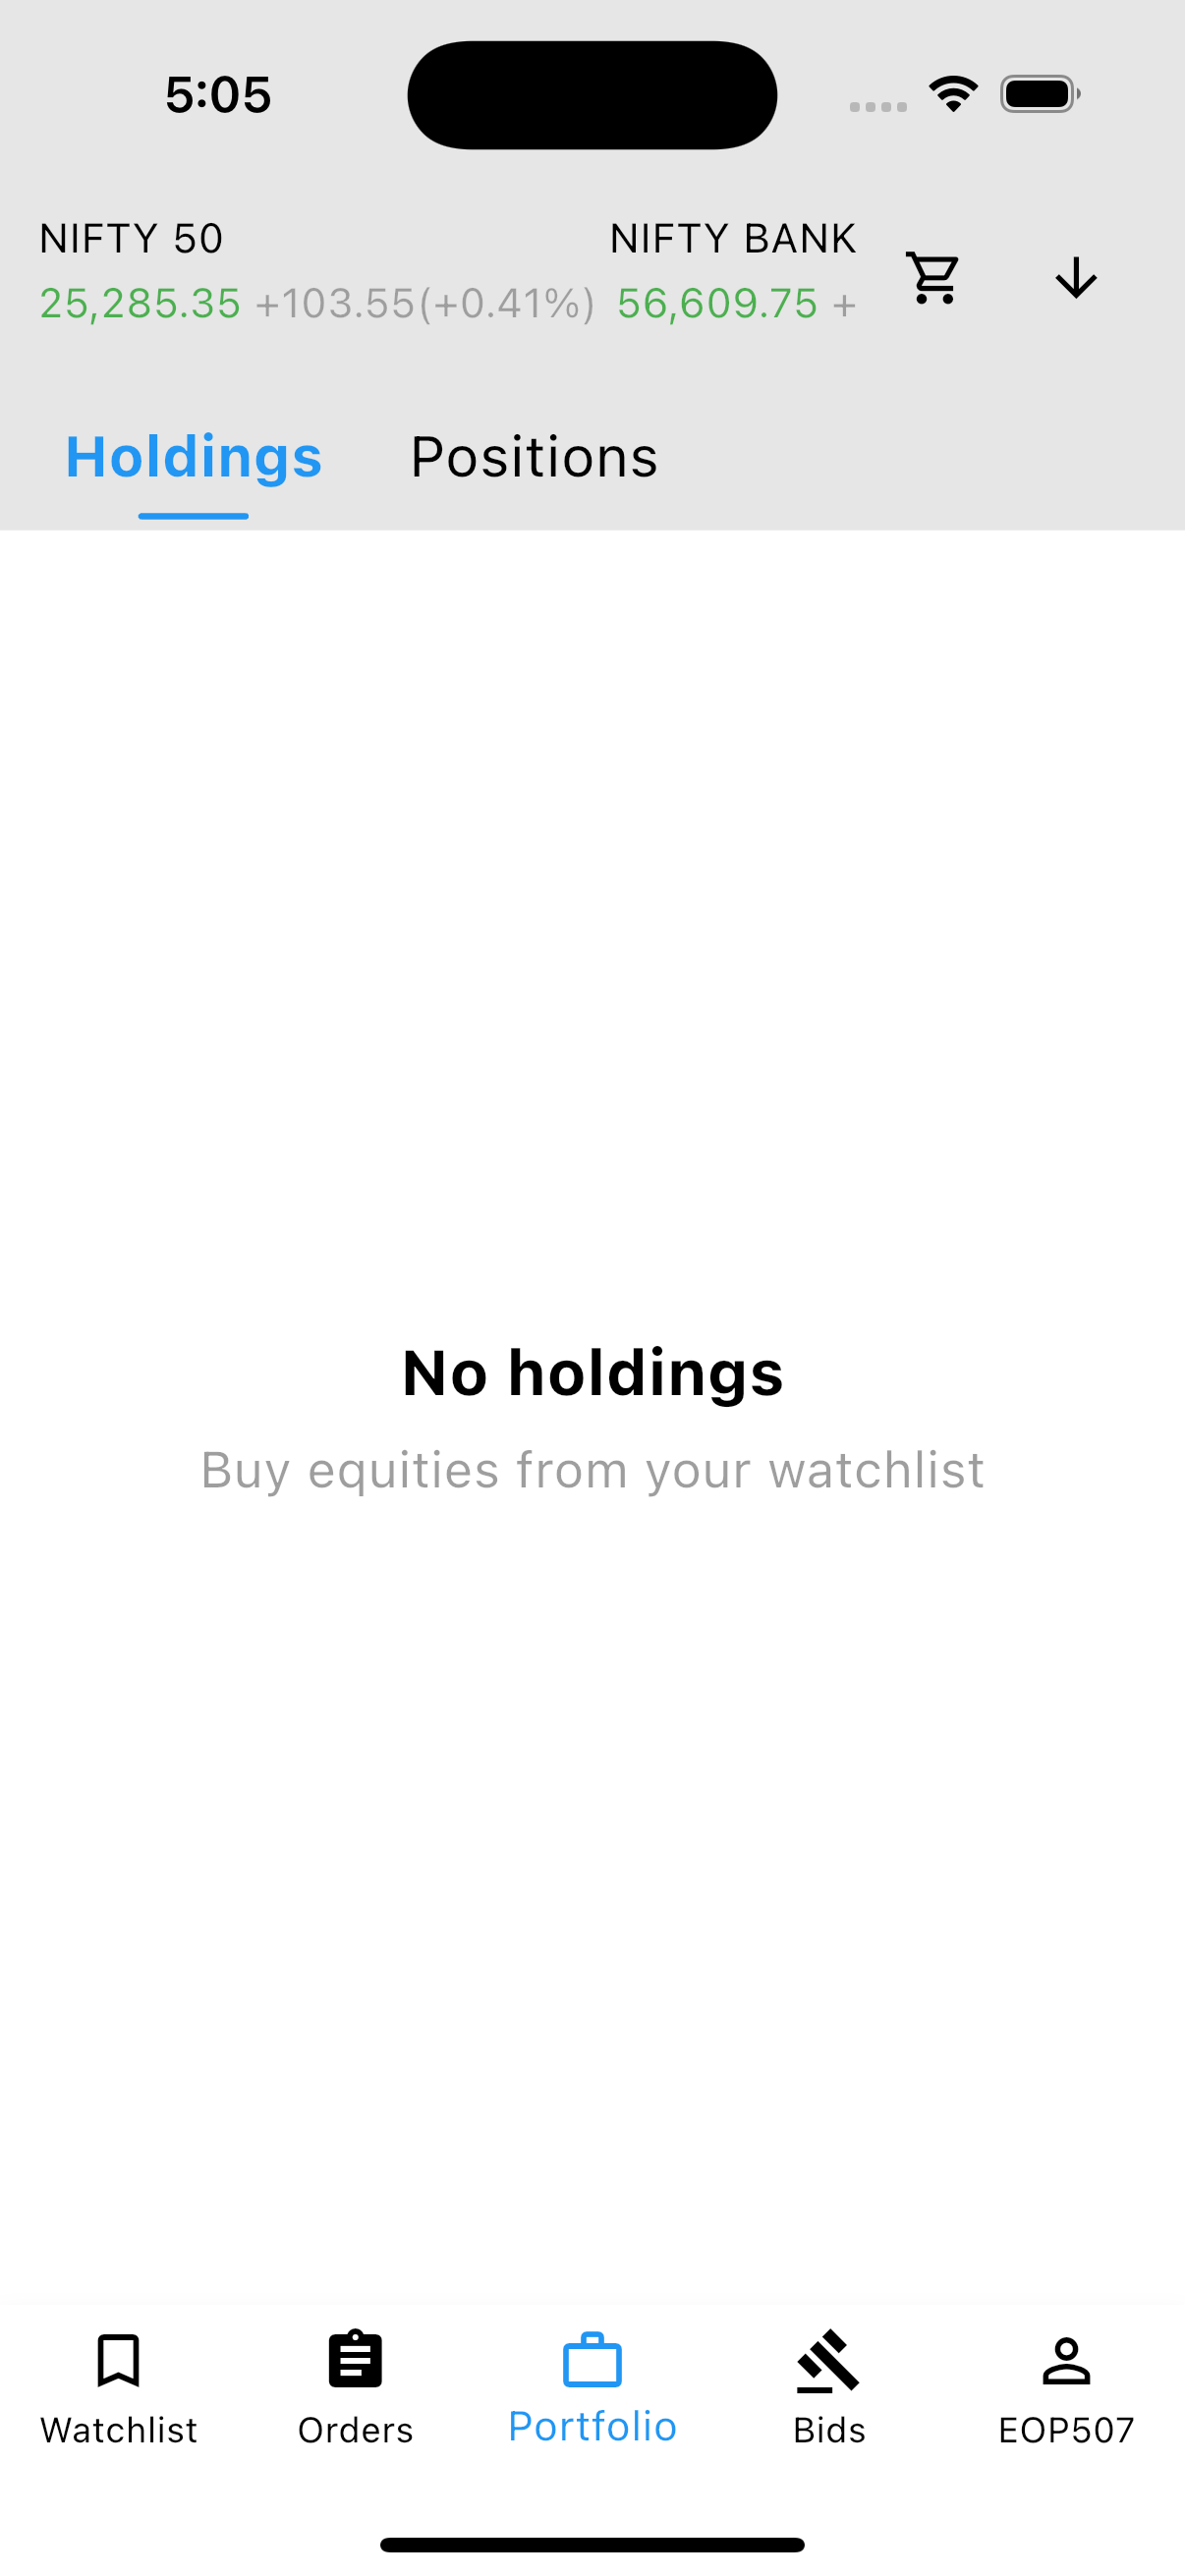 5:05
NIFTY 50 NIFTY BANK
25,285.35 +103.55(+0.41%) 56,609.75 +
Holdings Positions
No holdings
Buy equities from your watchlist
Watchlist Orders Portfolio Bids EOP507